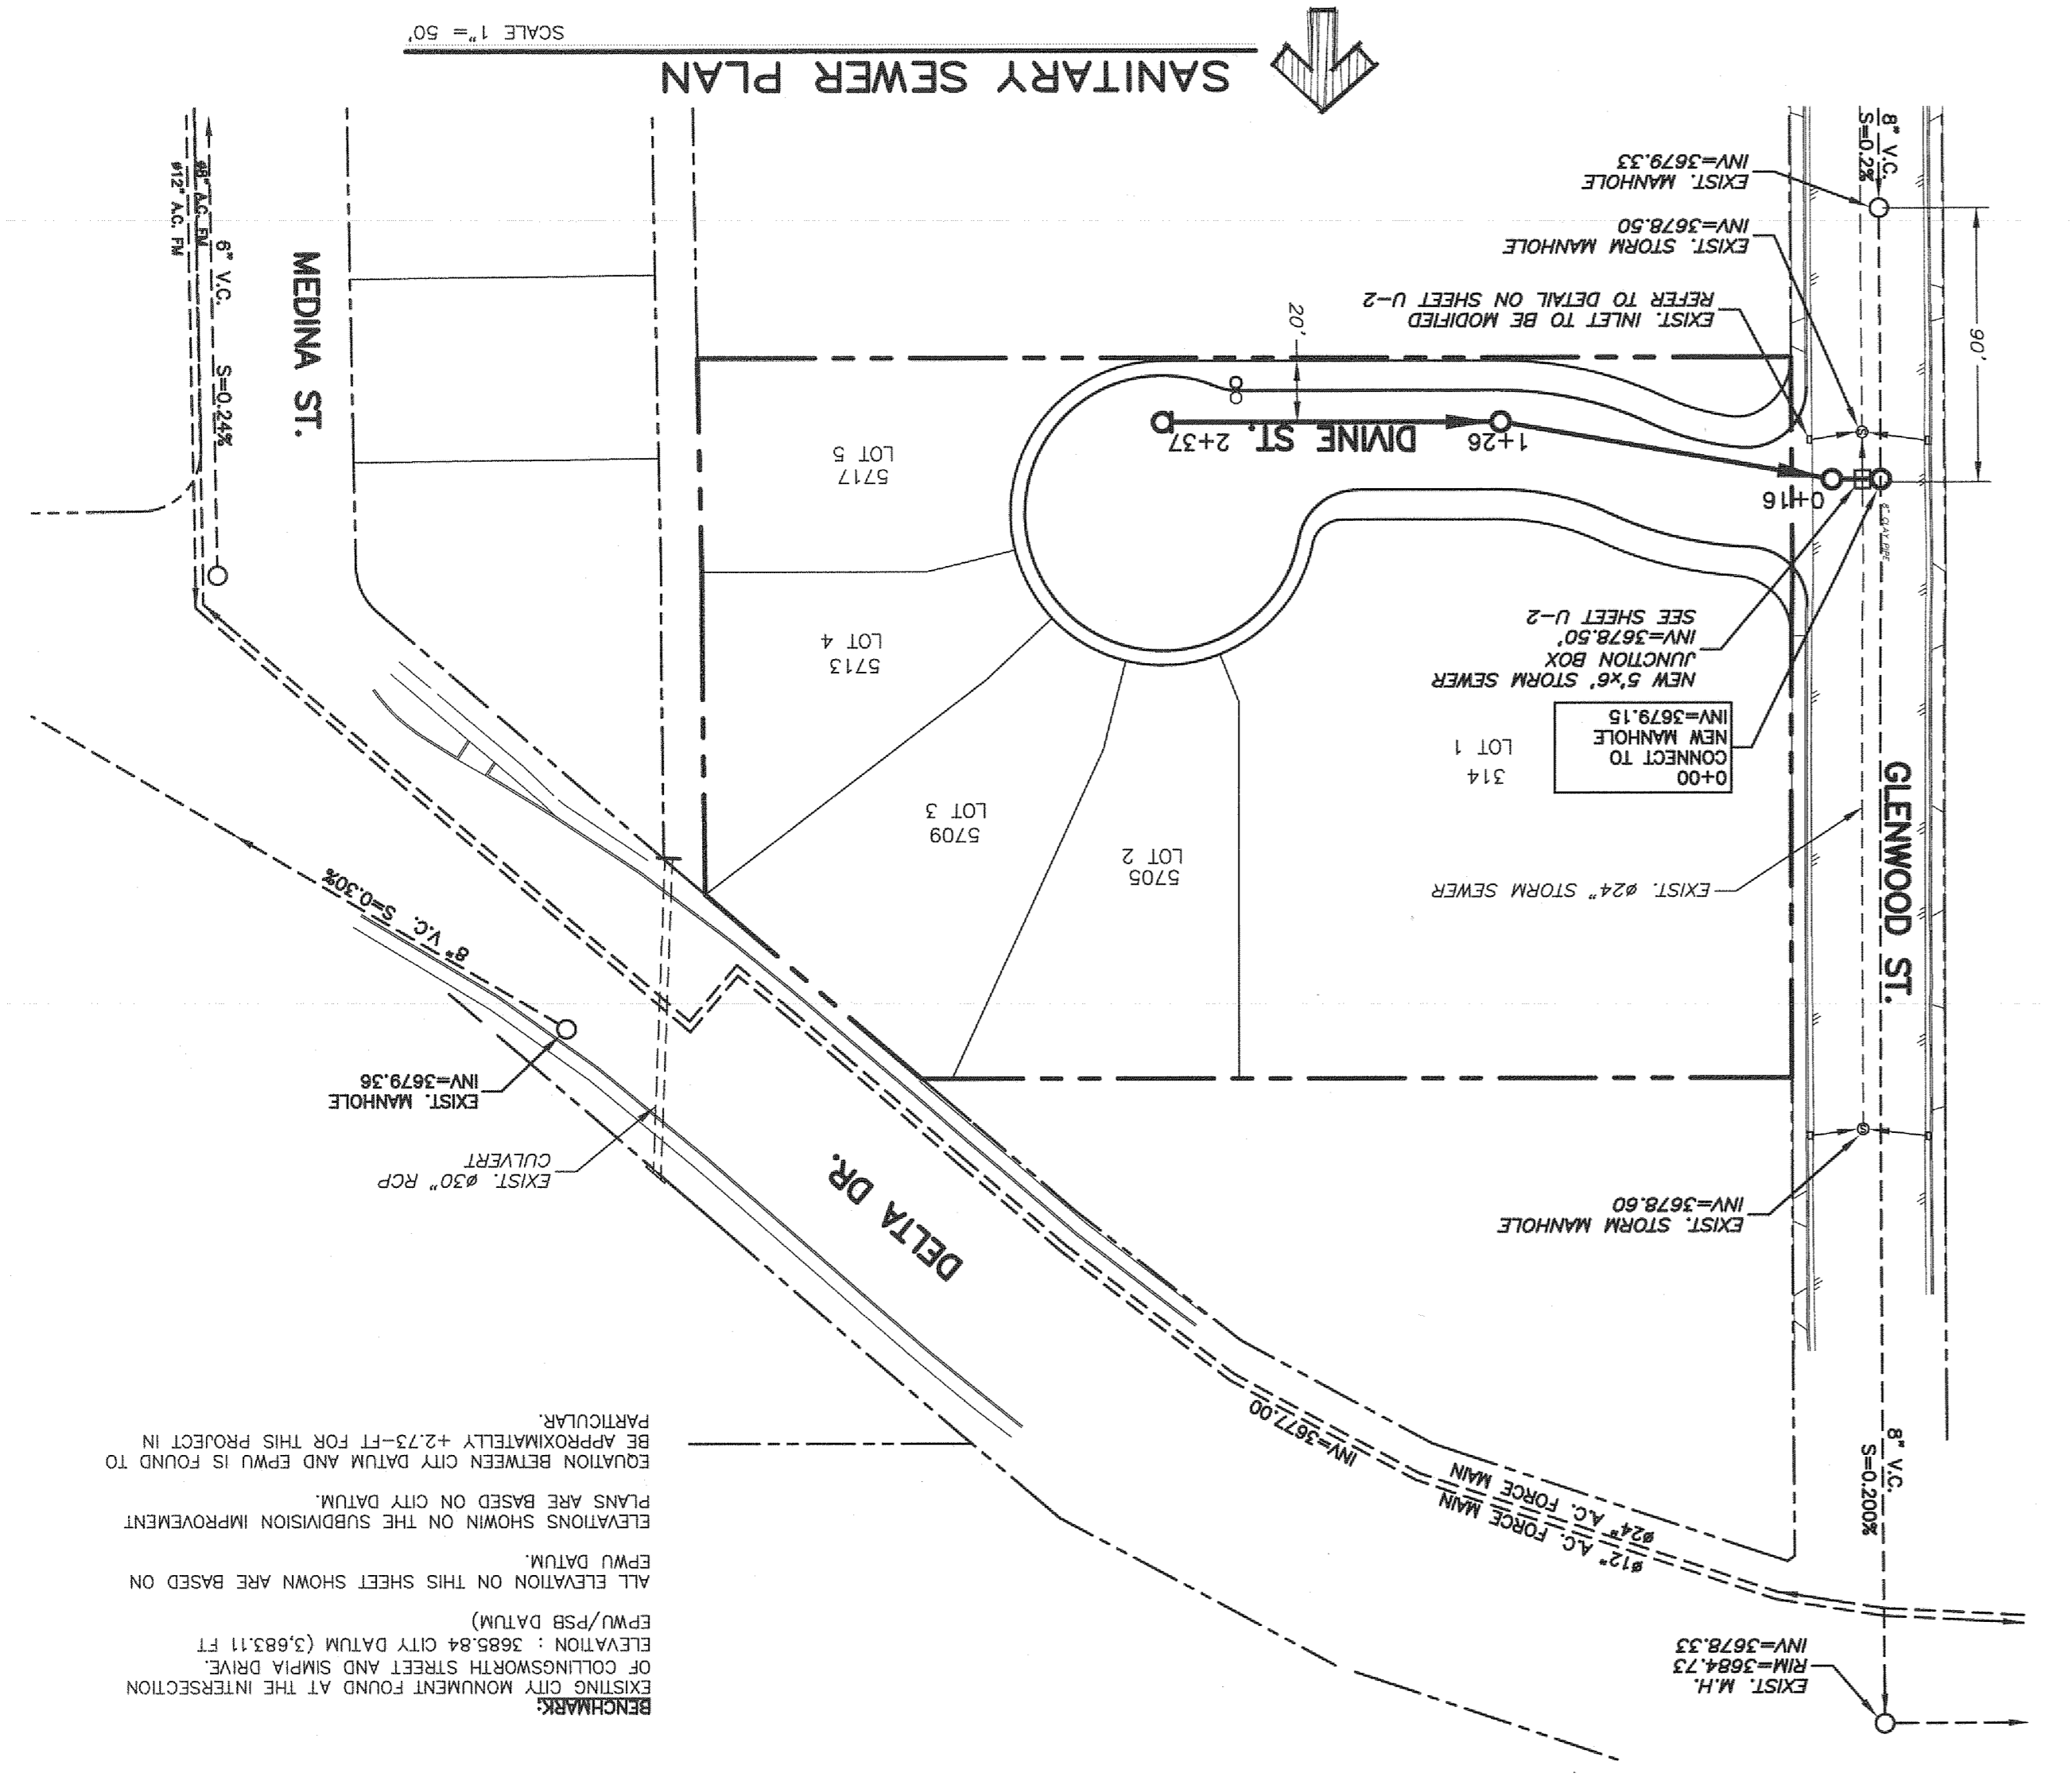 BENCHMARK:
EXISTING CITY MONUMENT FOUND AT THE INTERSECTION
OF COLLINGSWORTH STREET AND SIMPIA DRIVE.
ELEVATION : 3685.84 CITY DATUM (3,683.11 FT
EPWU/PSB DATUM)
ALL ELEVATION ON THIS SHEET SHOWN ARE BASED ON
EPWU DATUM.
ELEVATIONS SHOWIN ON THE SUBDIVISION IMPROVEMENT
PLANS ARE BASED ON CITY DATUM.
EQUATION BETWEEN CITY DATUM AND EPWU IS FOUND TO
BE APPROXIMATELLY +2.73-FT FOR THIS PROJECT IN
PARTICULAR.
EXIST. M.H.
RIM=3684.73
INV=3678.33
ø12" A.C. FORCE MAIN
ø24" A.C. FORCE MAIN
INV=3677.00
8" V.C.
S=0.200%
EXIST. STORM MANHOLE
INV=3678.60
DELTA DR.
EXIST. ø30" RCP
CULVERT
EXIST. MANHOLE
INV=3679.36
8" V.C. S=0.30%
GLENWOOD ST.
EXIST. ø24" STORM SEWER
314
LOT 1
5705
LOT 2
5709
LOT 3
5713
LOT 4
5717
LOT 5
0+00
CONNECT TO
NEW MANHOLE
INV=3679.15
NEW 5'x6' STORM SEWER
JUNCTION BOX
INV=3678.50'
SEE SHEET U-2
8" CLAY PIPE
0+16
1+26
DIVINE ST.
2+37
20'
90'
EXIST. INLET TO BE MODIFIED
REFER TO DETAIL ON SHEET U-2
EXIST. STORM MANHOLE
INV=3678.50
EXIST. MANHOLE
INV=3679.33
8" V.C.
S=0.2%
MEDINA ST.
6" V.C. S=0.24%
ø8" A.C. FM
ø12" A.C. FM
S
S
SANITARY SEWER PLAN
SCALE 1"= 50'